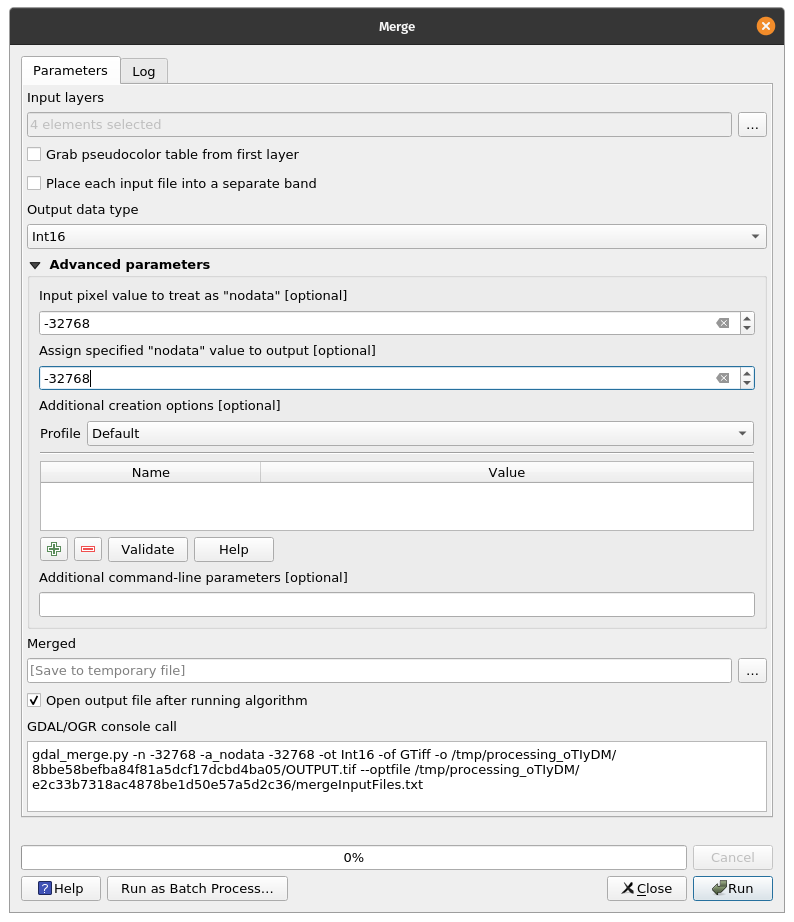 Merge
Parameters
Log
Input layers
4 elements selected
...
Grab pseudocolor table from first layer
Place each input file into a separate band
Output data type
Int16
Advanced parameters
Input pixel value to treat as "nodata" [optional]
-32768
Assign specified "nodata" value to output [optional]
-32768
Additional creation options [optional]
Profile Default
Name Value
Validate Help
Additional command-line parameters [optional]
Merged
[Save to temporary file]
...
Open output file after running algorithm
GDAL/OGR console call
gdal_merge.py -n -32768 -a_nodata -32768 -ot Int16 -of GTiff -o /tmp/processing_oTIyDM/
8bbe58befba84f81a5dcf17dcbd4ba05/OUTPUT.tif --optfile /tmp/processing_oTIyDM/
e2c33b7318ac4878be1d50e57a5d2c36/mergeInputFiles.txt
0%
Cancel
Help
Run as Batch Process...
Close
Run